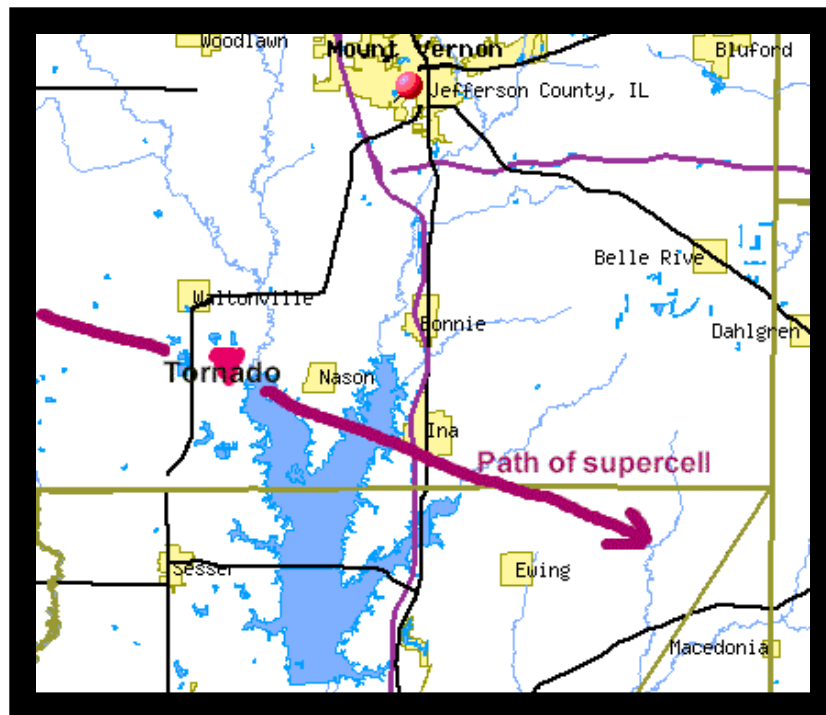 Woodlawn
Mount Vernon
Bluford
Jefferson County, IL
Belle Rive
Waltonville
Bonnie
Dahlgren
Tornado
Nason
Ina
Path of supercell
Sesser
Ewing
Macedonia